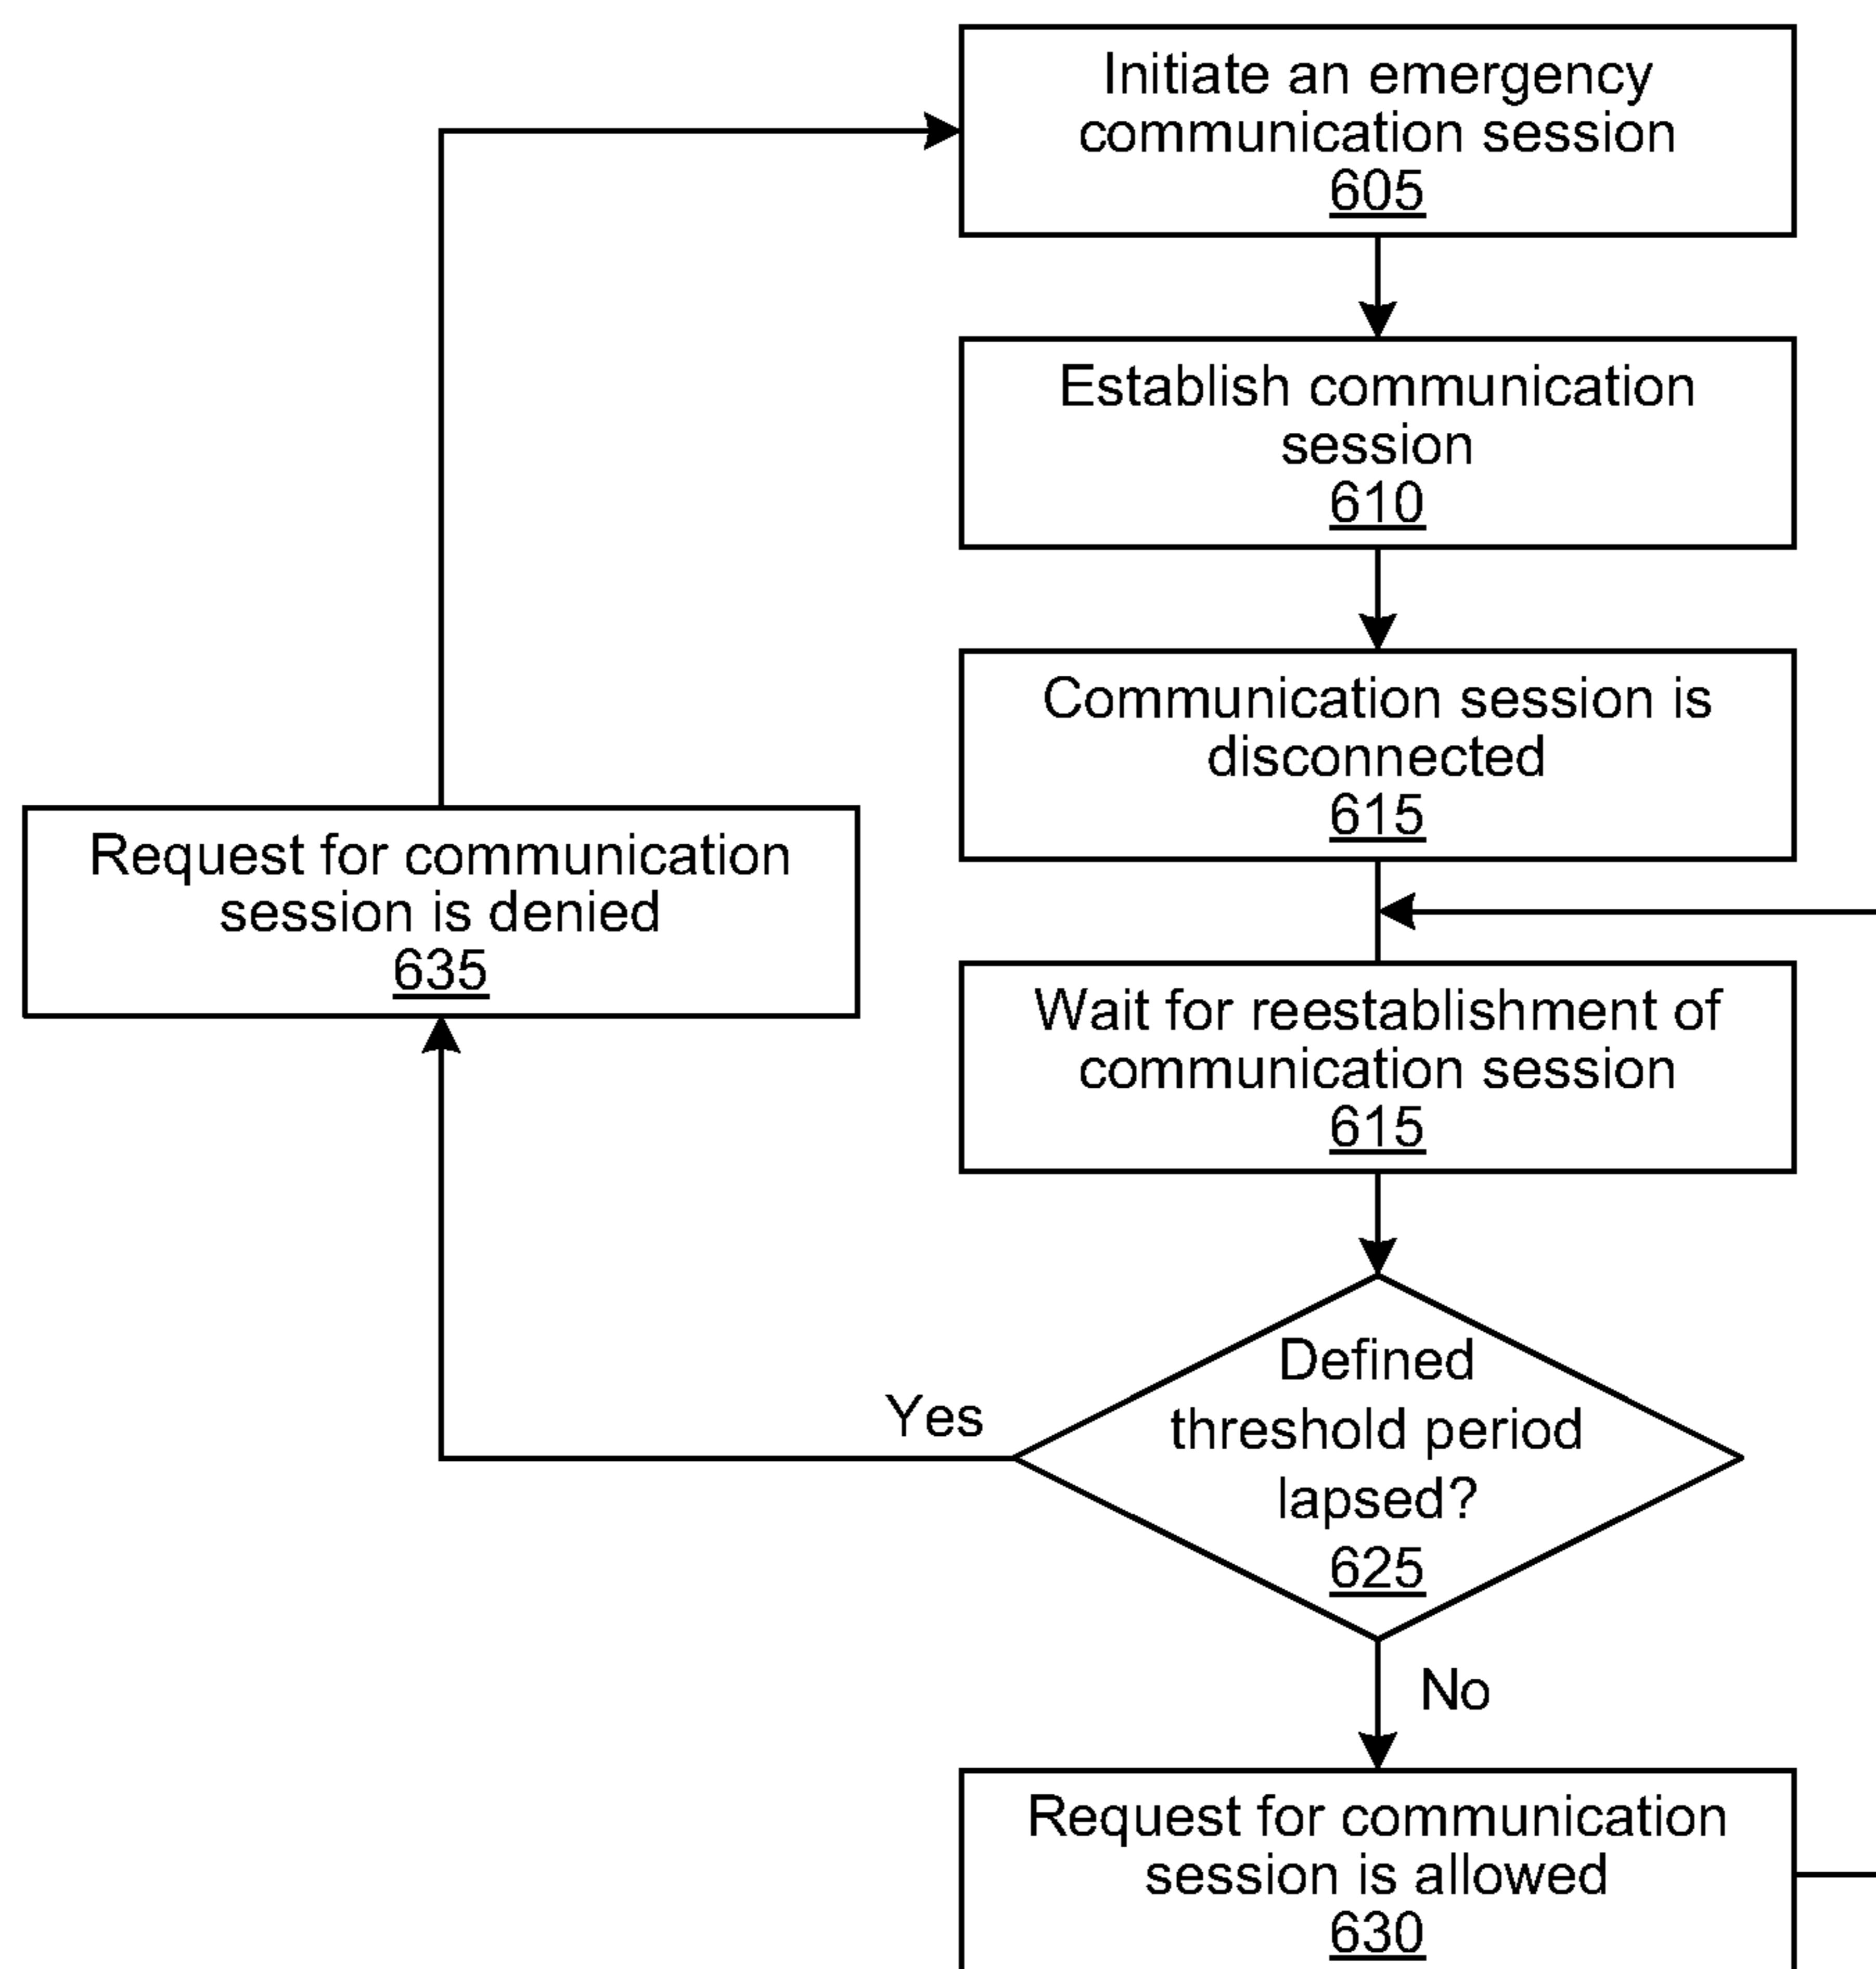 Initiate an emergency
communication session
605
Establish communication
session
610
Communication session is
disconnected
615
Request for communication
session is denied
635
Wait for reestablishment of
communication session
615
Defined
threshold period
lapsed?
625
Yes
No
Request for communication
session is allowed
630